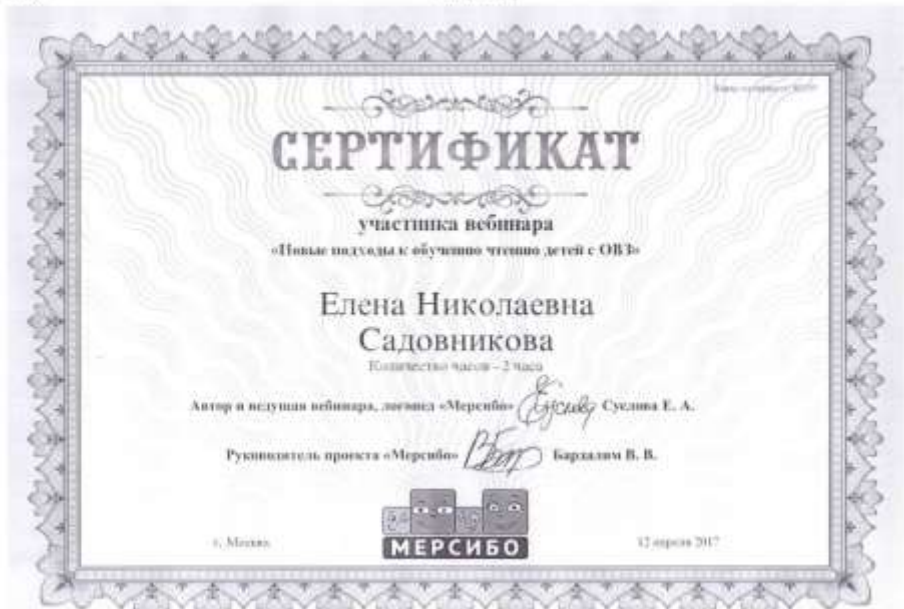 СЕРТИФИКАТ
участника вебинара
«Новые подходы к обучению чтению детей с ОВЗ»
Елена Николаевна
Садовникова
Количество часов – 2 часа
Автор и ведущая вебинара, логопед «Мерсибо» Суслова Е. А.
Руководитель проекта «Мерсибо» Бардалим В. В.
МЕРСИБО
г. Москва
12 апреля 2017